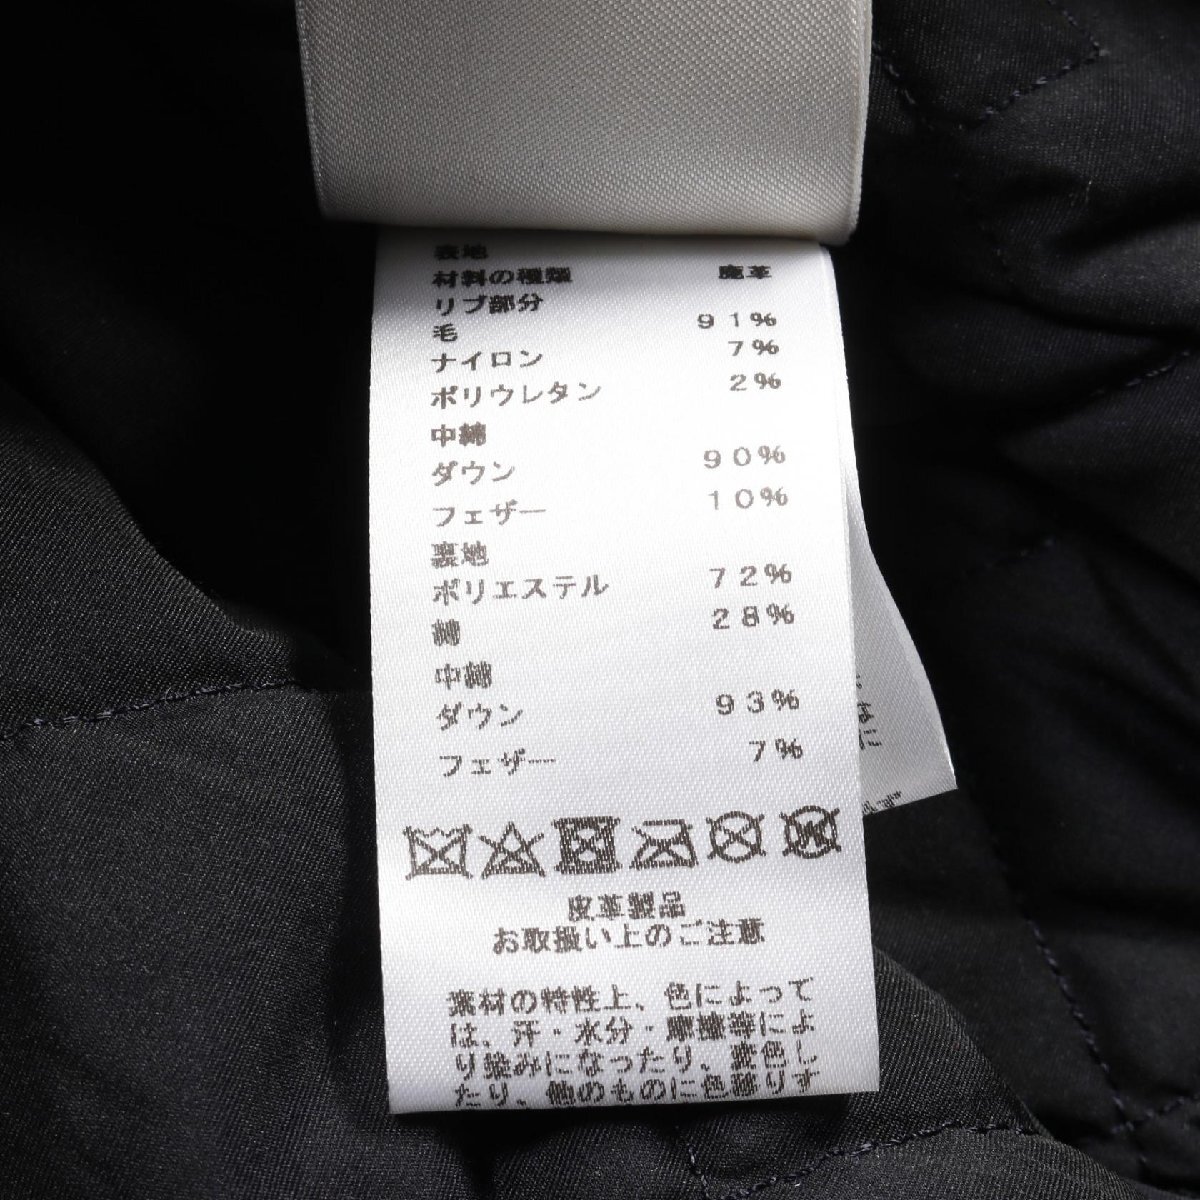 表地
材料の種類 鹿革
リブ部分
毛 91%
ナイロン 7%
ポリウレタン 2%
中綿
ダウン 90%
フェザー 10%
裏地
ポリエステル 72%
綿 28%
中綿
ダウン 93%
フェザー 7%
皮革製品
お取扱い上のご注意
素材の特性上、色によって
は、汗・水分・摩擦等によ
り染みになったり、変色し
たり、他のものに色移りす
は
に